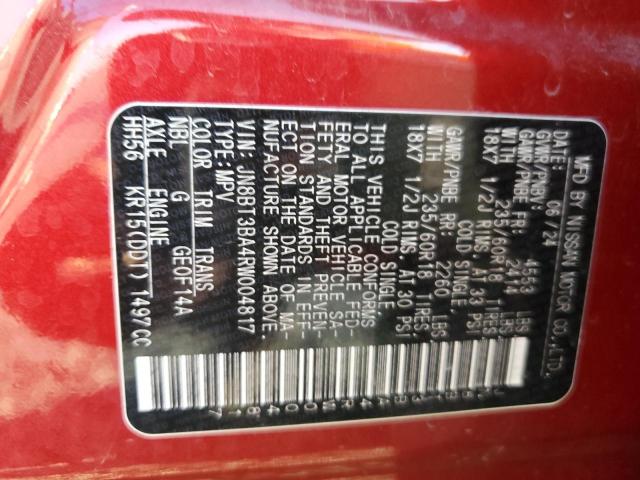 MFD BY NISSAN MOTOR CO.,LTD.
DATE: 06/24
GVWR/PNBV: 4553 LBS
GAWR/PNBE FR: 2414 LBS
WITH 235/60R18 TIRES,
18X7 1/2J RIMS, AT 33 PSI
COLD SINGLE,
GAWR/PNBE RR: 2260 LBS
WITH 235/60R18 TIRES,
18X7 1/2J RIMS, AT 30 PSI
COLD SINGLE
THIS VEHICLE CONFORMS
TO ALL APPLICABLE FED-
ERAL MOTOR VEHICLE SA-
FETY AND THEFT PREVEN-
TION STANDARDS IN EFF-
ECT ON THE DATE OF MA-
NUFACTURE SHOWN ABOVE.
VIN: JN8BT3BA4RW004817
TYPE:MPV
COLOR TRIM TRANS
NBL G GE0F14A
AXLE ENGINE
HH56 KR15(DDT) 1497CC
JN8BT3BA4RW004817